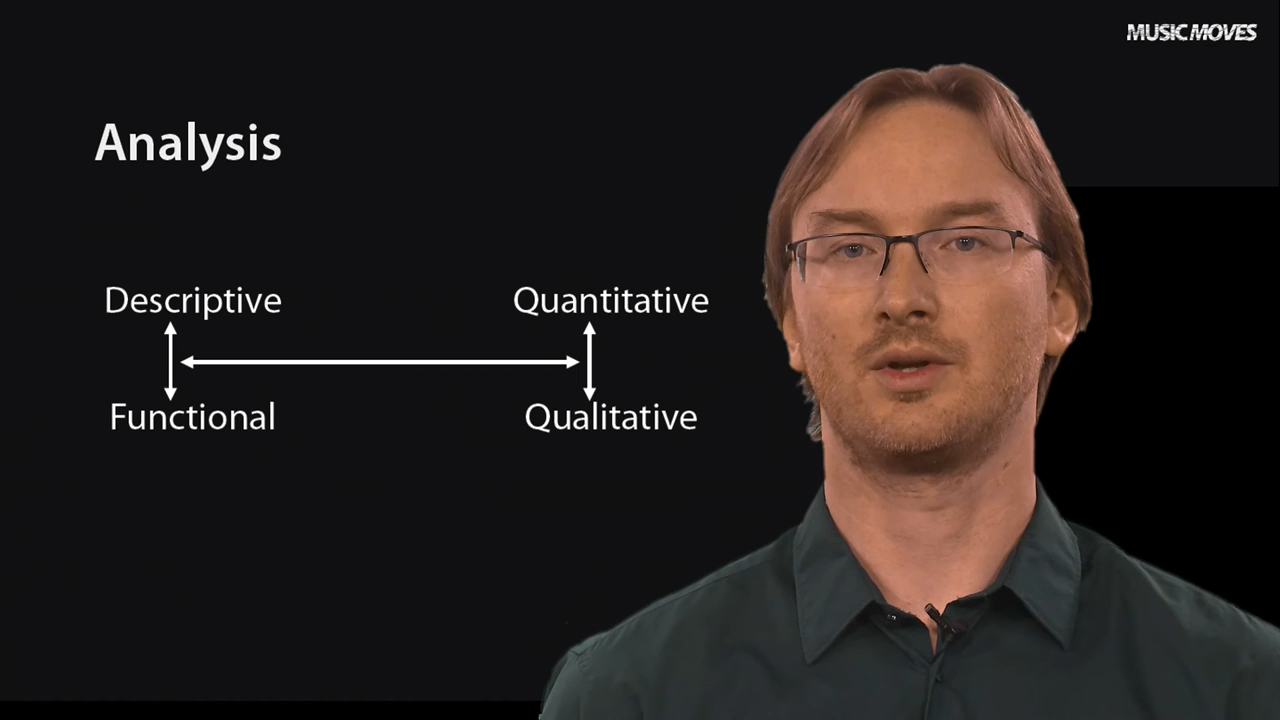 MUSIC MOVES
Analysis
Descriptive
Quantitative
Functional
Qualitative